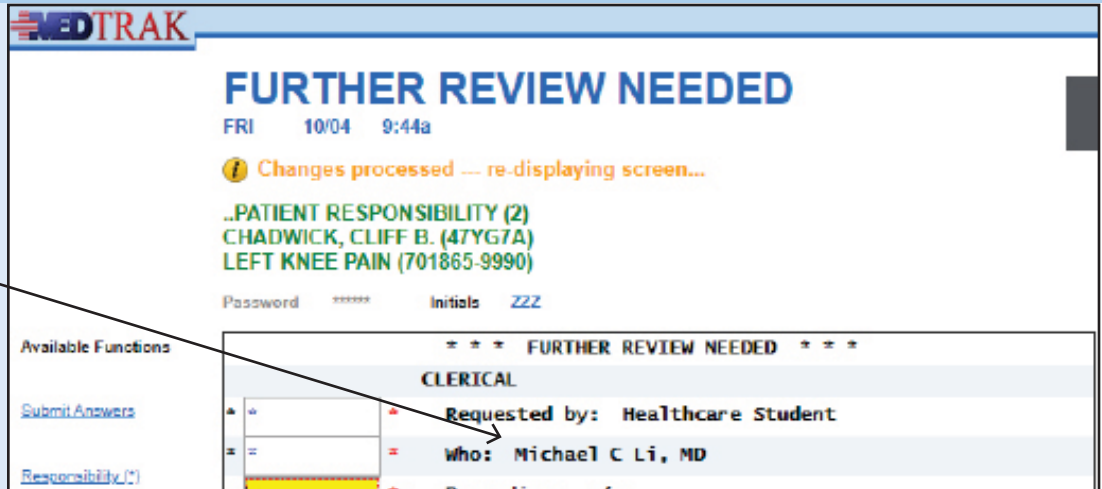 MEDTRAK
FURTHER REVIEW NEEDED
FRI 10/04 9:44a
Changes processed --- re-displaying screen...
..PATIENT RESPONSIBILITY (2)
CHADWICK, CLIFF B. (47YG7A)
LEFT KNEE PAIN (701865-9990)
Password ****** Initials ZZZ
Available Functions
* * * FURTHER REVIEW NEEDED * * *
CLERICAL
Submit Answers
* * * Requested by: Healthcare Student
* * * Who: Michael C Li, MD
Responsibility (*)